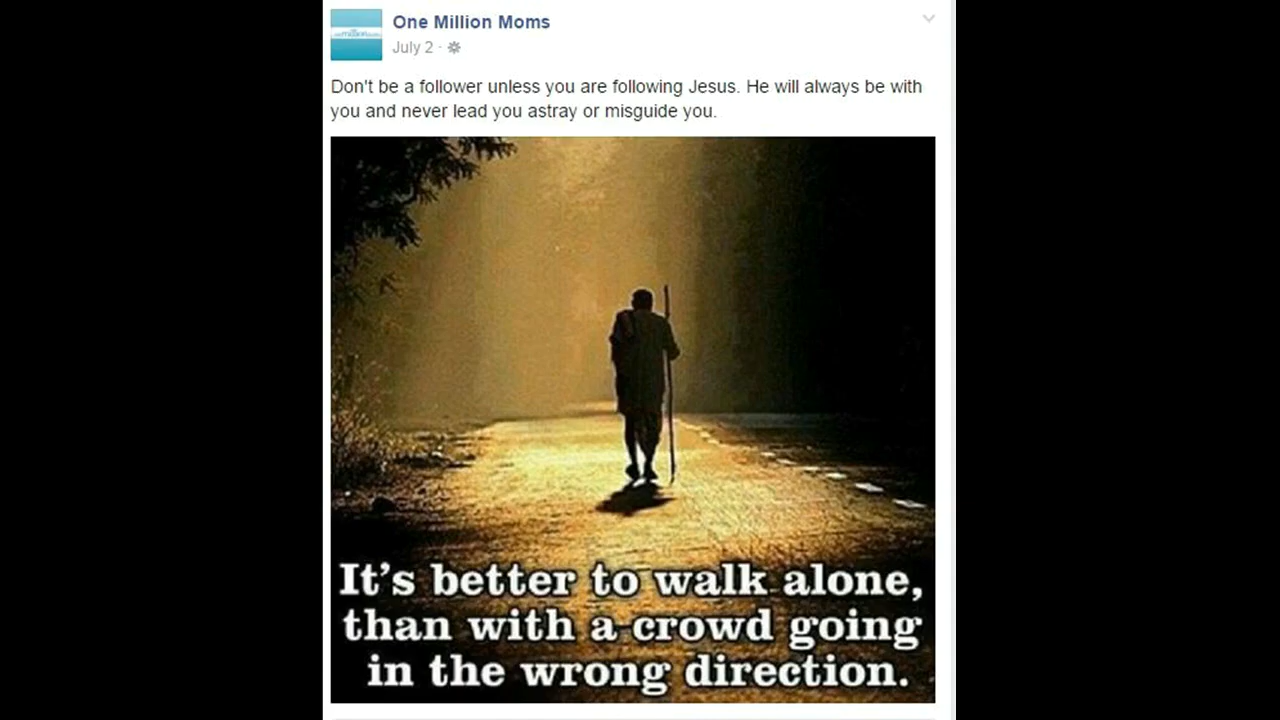 One Million Moms
July 2 ·
Don't be a follower unless you are following Jesus. He will always be with
you and never lead you astray or misguide you.
It's better to walk alone,
than with a crowd going
in the wrong direction.